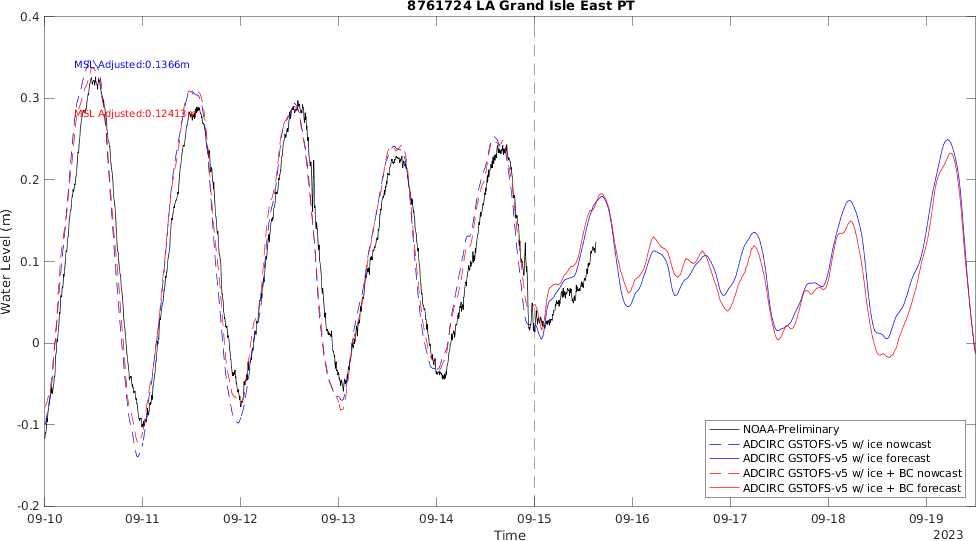 8761724 LA Grand Isle East PT
0.4
0.3
0.2
0.1
0
-0.1
-0.2
Water Level (m)
MSL Adjusted:0.1366m
MSL Adjusted:0.12413m
NOAA-Preliminary
ADCIRC GSTOFS-v5 w/ ice nowcast
ADCIRC GSTOFS-v5 w/ ice forecast
ADCIRC GSTOFS-v5 w/ ice + BC nowcast
ADCIRC GSTOFS-v5 w/ ice + BC forecast
09-10 09-11 09-12 09-13 09-14 09-15 09-16 09-17 09-18 09-19
Time
2023